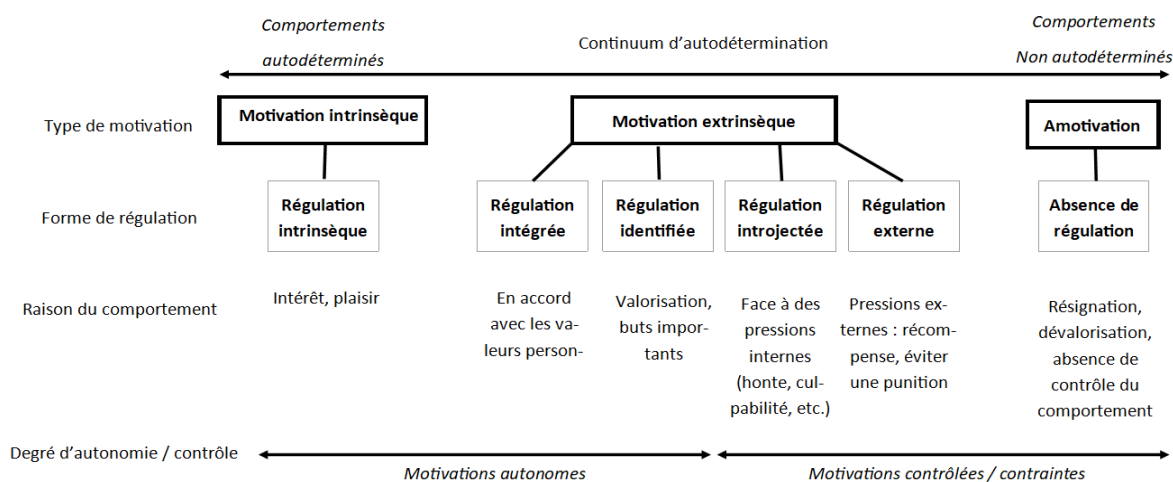 Comportements
autodéterminés
Continuum d’autodétermination
Comportements
Non autodéterminés
Type de motivation
Motivation intrinsèque
Motivation extrinsèque
Amotivation
Forme de régulation
Régulation
intrinsèque
Régulation
intégrée
Régulation
identifiée
Régulation
introjectée
Régulation
externe
Absence de
régulation
Raison du comportement
Intérêt, plaisir
En accord
avec les va-
leurs person-
Valorisation,
buts impor-
tants
Face à des
pressions
internes
(honte, cul-
pabilité, etc.)
Pressions ex-
ternes : récom-
pense, éviter
une punition
Résignation,
dévalorisation,
absence de
contrôle du
comportement
Degré d’autonomie / contrôle
Motivations autonomes
Motivations contrôlées / contraintes